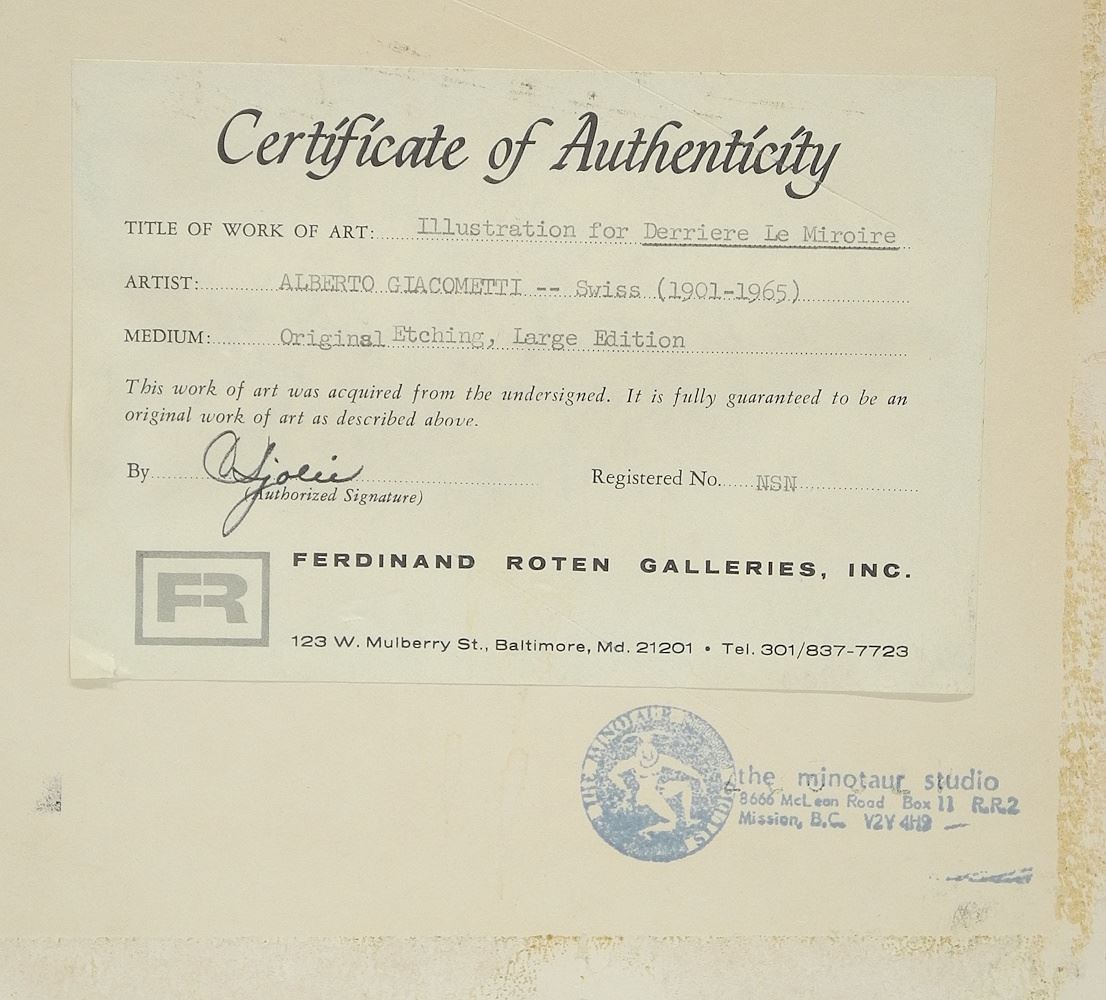 Certificate of Authenticity
TITLE OF WORK OF ART: Illustration for Derriere Le Miroire
ARTIST: ALBERTO GIACOMETTI -- Swiss (1901-1965)
MEDIUM: Original Etching, Large Edition
This work of art was acquired from the undersigned. It is fully guaranteed to be an
original work of art as described above.
By
Registered No. NSN
(Authorized Signature)
FR
FERDINAND ROTEN GALLERIES, INC.
123 W. Mulberry St., Baltimore, Md. 21201 • Tel. 301/837-7723
THE MINOTAUR STUDIO
the minotaur studio
8666 McLean Road Box 11 R.R.2
Mission, B.C. V2V 4H9